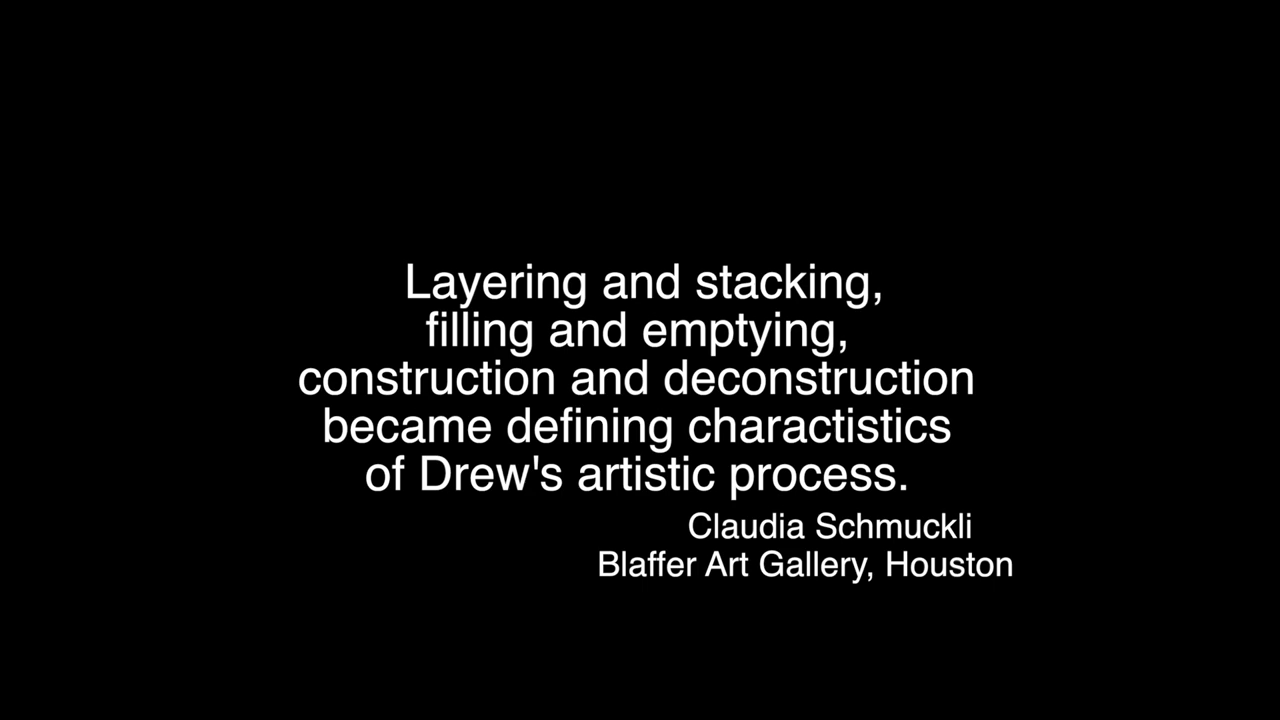 Layering and stacking,
filling and emptying,
construction and deconstruction
became defining charactistics
of Drew's artistic process.
Claudia Schmuckli
Blaffer Art Gallery, Houston